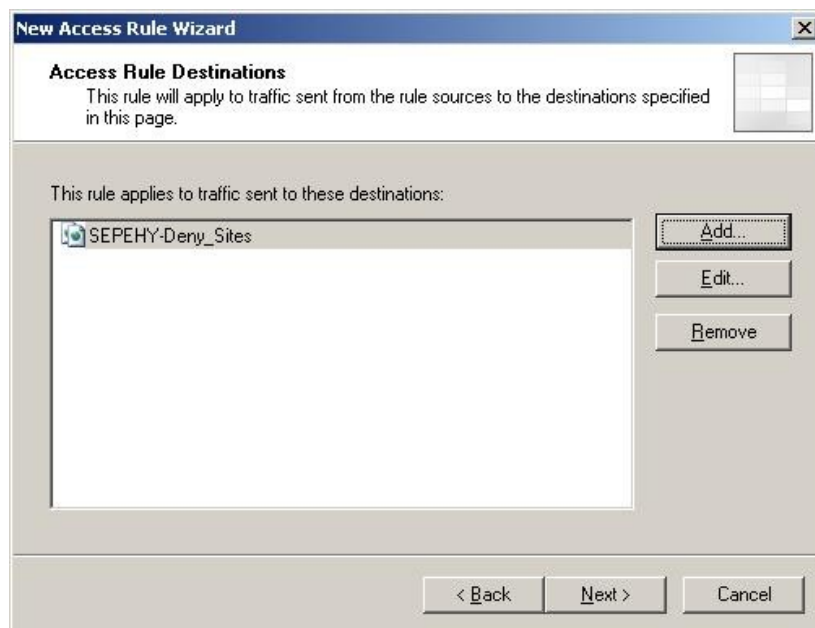 New Access Rule Wizard
Access Rule Destinations
This rule will apply to traffic sent from the rule sources to the destinations specified
in this page.
This rule applies to traffic sent to these destinations:
SEPEHY-Deny_Sites
Add...
Edit...
Remove
< Back
Next >
Cancel